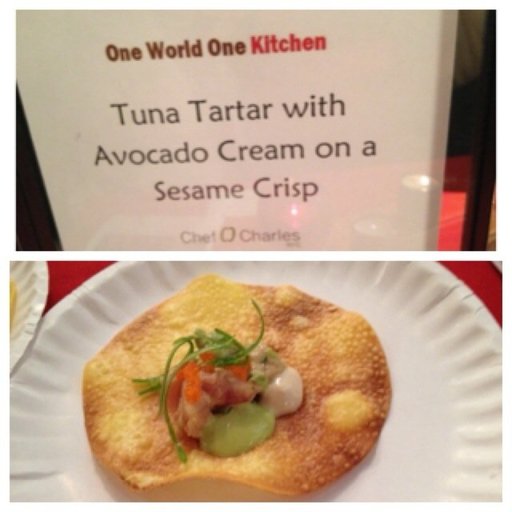 One World One Kitchen
Tuna Tartar with
Avocado Cream on a
Sesame Crisp
Chef O Charles